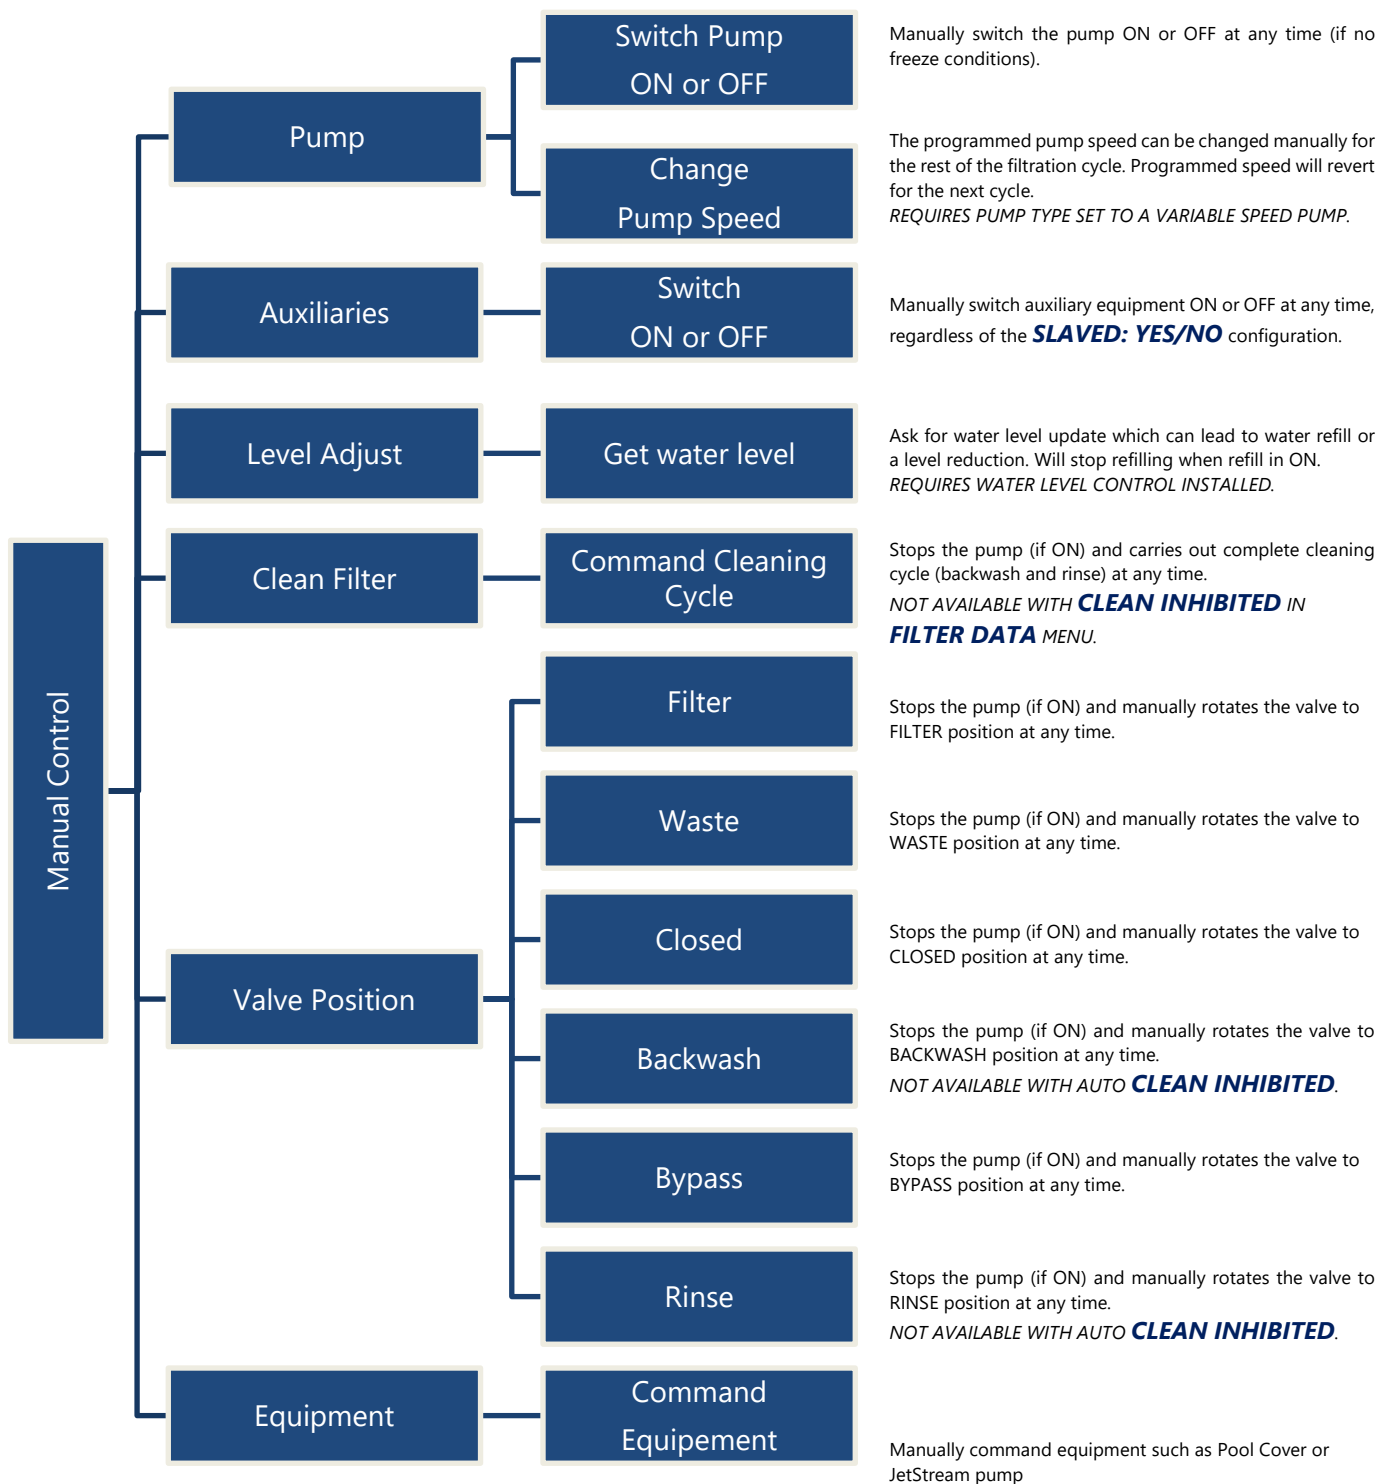 Manual Control
Pump
Switch Pump
ON or OFF
Manually switch the pump ON or OFF at any time (if no
freeze conditions).
Change
Pump Speed
The programmed pump speed can be changed manually for
the rest of the filtration cycle. Programmed speed will revert
for the next cycle.
REQUIRES PUMP TYPE SET TO A VARIABLE SPEED PUMP.
Auxiliaries
Switch
ON or OFF
Manually switch auxiliary equipment ON or OFF at any time,
regardless of the SLAVED: YES/NO configuration.
Level Adjust
Get water level
Ask for water level update which can lead to water refill or
a level reduction. Will stop refilling when refill in ON.
REQUIRES WATER LEVEL CONTROL INSTALLED.
Clean Filter
Command Cleaning
Cycle
Stops the pump (if ON) and carries out complete cleaning
cycle (backwash and rinse) at any time.
NOT AVAILABLE WITH CLEAN INHIBITED IN
FILTER DATA MENU.
Valve Position
Filter
Stops the pump (if ON) and manually rotates the valve to
FILTER position at any time.
Waste
Stops the pump (if ON) and manually rotates the valve to
WASTE position at any time.
Closed
Stops the pump (if ON) and manually rotates the valve to
CLOSED position at any time.
Backwash
Stops the pump (if ON) and manually rotates the valve to
BACKWASH position at any time.
NOT AVAILABLE WITH AUTO CLEAN INHIBITED.
Bypass
Stops the pump (if ON) and manually rotates the valve to
BYPASS position at any time.
Rinse
Stops the pump (if ON) and manually rotates the valve to
RINSE position at any time.
NOT AVAILABLE WITH AUTO CLEAN INHIBITED.
Equipment
Command
Equipement
Manually command equipment such as Pool Cover or
JetStream pump